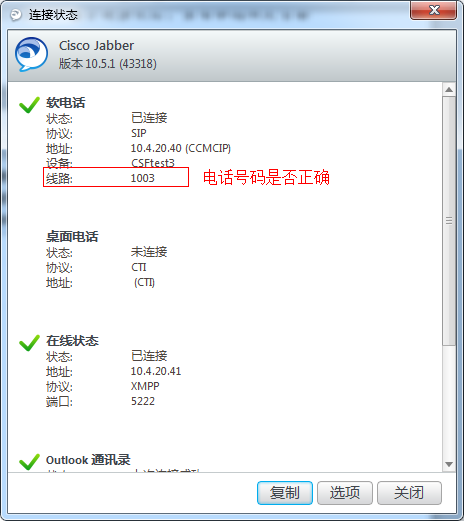 连接状态
Cisco Jabber
版本 10.5.1 (43318)
软电话
状态: 已连接
协议: SIP
地址: 10.4.20.40 (CCMCIP)
设备: CSFtest3
线路: 1003 电话号码是否正确
桌面电话
状态: 未连接
协议: CTI
地址: (CTI)
在线状态
状态: 已连接
地址: 10.4.20.41
协议: XMPP
端口: 5222
Outlook 通讯录
复制 选项 关闭